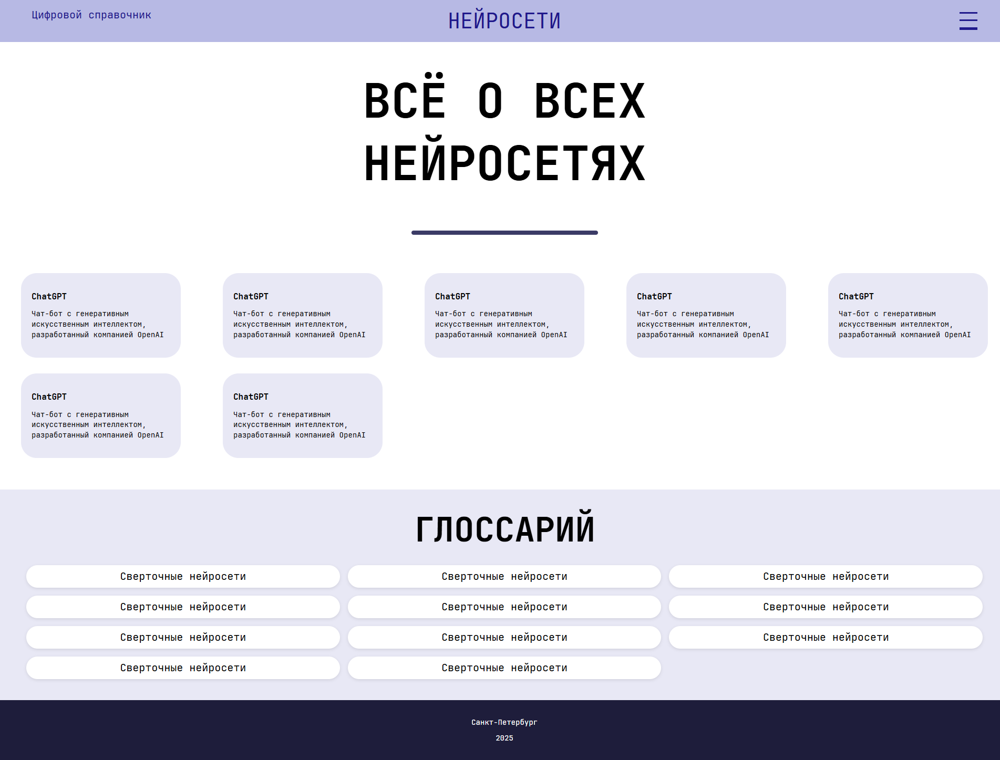 Цифровой справочник
НЕЙРОСЕТИ
ВСЁ О ВСЕХ
НЕЙРОСЕТЯХ
ChatGPT
Чат-бот с генеративным
искусственным интеллектом,
разработанный компанией OpenAI
ChatGPT
Чат-бот с генеративным
искусственным интеллектом,
разработанный компанией OpenAI
ChatGPT
Чат-бот с генеративным
искусственным интеллектом,
разработанный компанией OpenAI
ChatGPT
Чат-бот с генеративным
искусственным интеллектом,
разработанный компанией OpenAI
ChatGPT
Чат-бот с генеративным
искусственным интеллектом,
разработанный компанией OpenAI
ChatGPT
Чат-бот с генеративным
искусственным интеллектом,
разработанный компанией OpenAI
ChatGPT
Чат-бот с генеративным
искусственным интеллектом,
разработанный компанией OpenAI
ГЛОССАРИЙ
Сверточные нейросети
Сверточные нейросети
Сверточные нейросети
Сверточные нейросети
Сверточные нейросети
Сверточные нейросети
Сверточные нейросети
Сверточные нейросети
Сверточные нейросети
Сверточные нейросети
Сверточные нейросети
Санкт-Петербург
2025